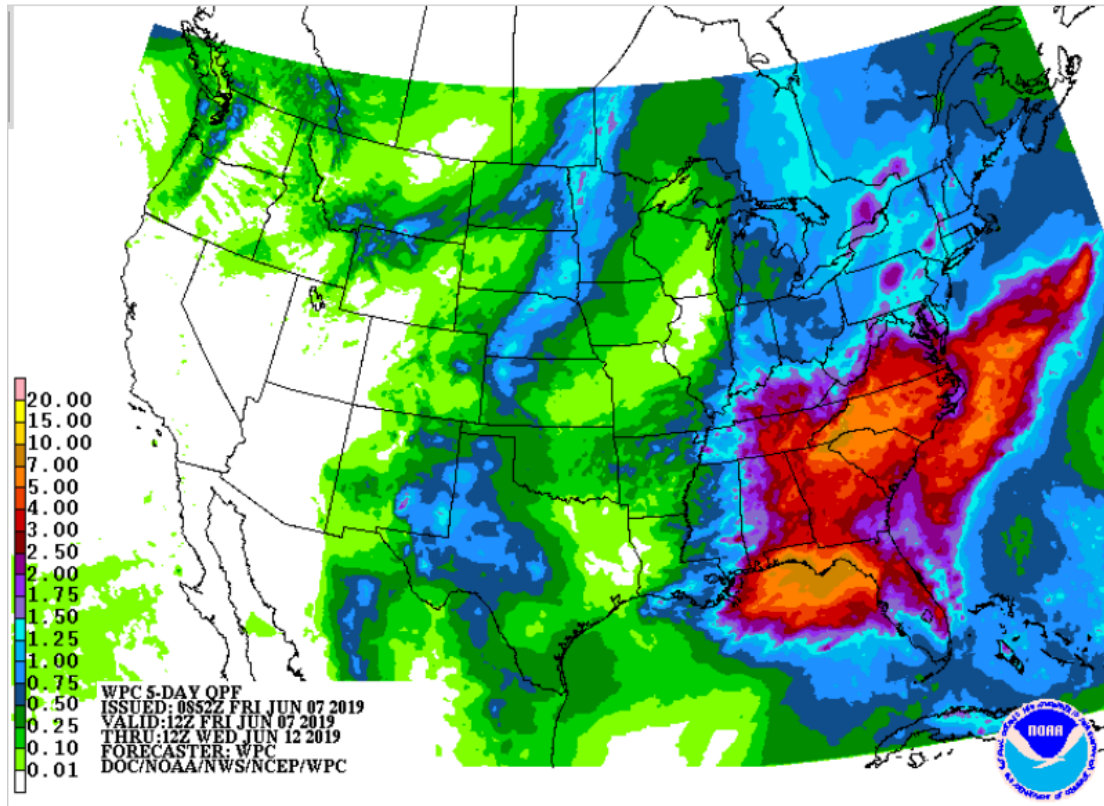 20.00
15.00
10.00
7.00
5.00
4.00
3.00
2.50
2.00
1.75
1.50
1.25
1.00
0.75
0.50
0.25
0.10
0.01
WPC 5-DAY QPF
ISSUED: 0852Z FRI JUN 07 2019
VALID:12Z FRI JUN 07 2019
THRU:12Z WED JUN 12 2019
FORECASTER: WPC
DOC/NOAA/NWS/NCEP/WPC
NOAA